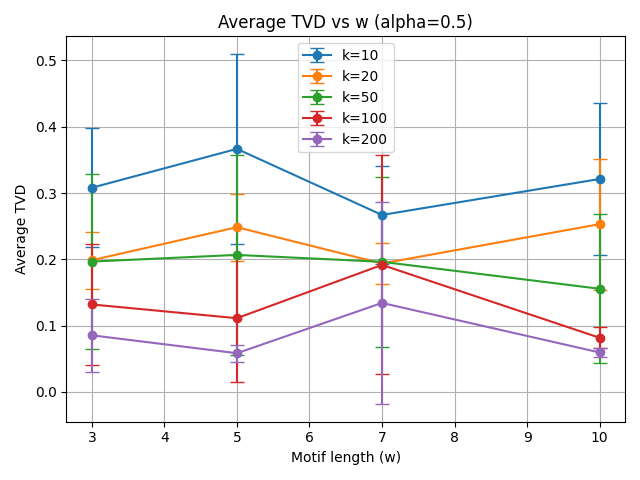 Average TVD vs w (alpha=0.5)
k=10
k=20
k=50
k=100
k=200
Average TVD
0.5
0.4
0.3
0.2
0.1
0.0
3 4 5 6 7 8 9 10
Motif length (w)